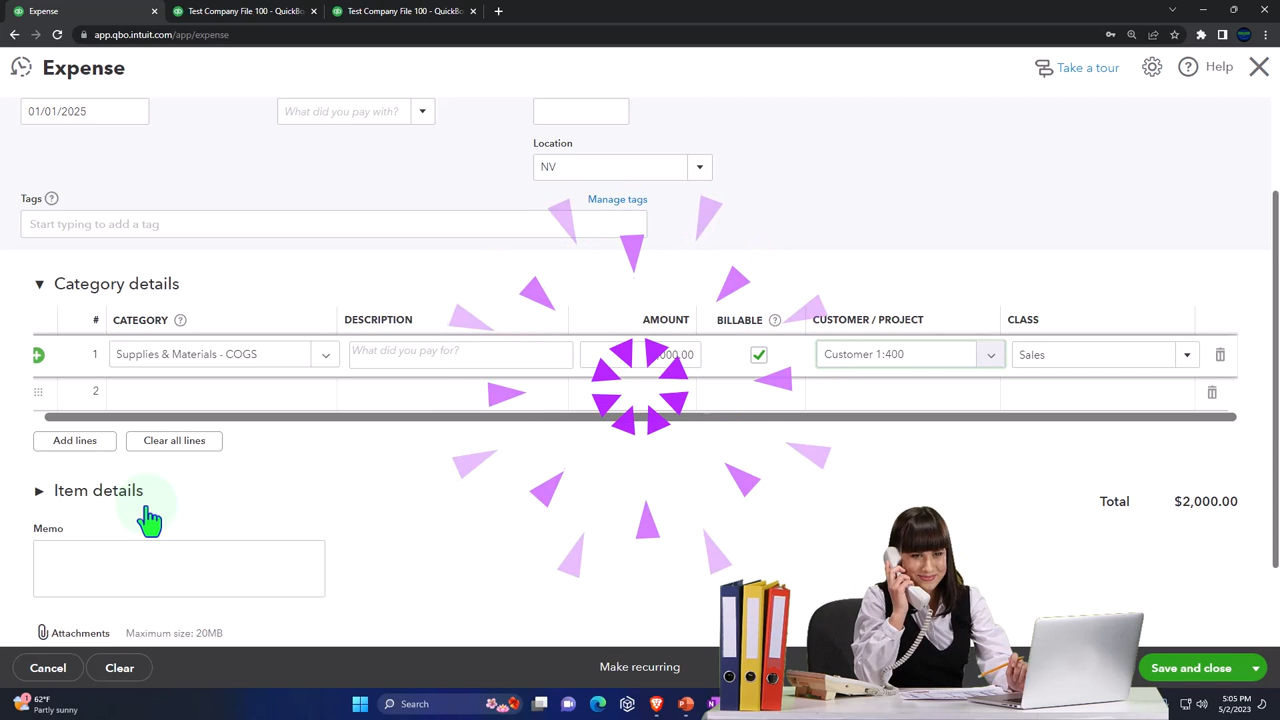 Expense
Test Company File 100 - QuickBo
Test Company File 100 - QuickBo
app.qbo.intuit.com/app/expense
Expense
Take a tour
Help
01/01/2025
What did you pay with?
Location
NV
Tags
Manage tags
Start typing to add a tag
Category details
# CATEGORY DESCRIPTION AMOUNT BILLABLE CUSTOMER / PROJECT CLASS
1 Supplies & Materials - COGS What did you pay for? 000.00 Customer 1:400 Sales
2
Add lines Clear all lines
Item details
Total $2,000.00
Memo
Attachments Maximum size: 20MB
Cancel Clear Make recurring Save and close
62°F
Partly sunny
Search
5:05 PM
5/2/2023